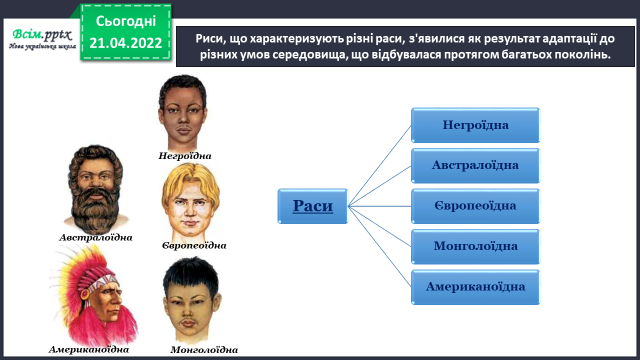 Всім.pptx
Нова українська школа
Сьогодні
21.04.2022
Риси, що характеризують різні раси, з'явилися як результат адаптації до
різних умов середовища, що відбувалася протягом багатьох поколінь.
Негроїдна
Австралоїдна
Європеоїдна
Американоїдна
Монголоїдна
Раси
Негроїдна
Австралоїдна
Європеоїдна
Монголоїдна
Американоїдна